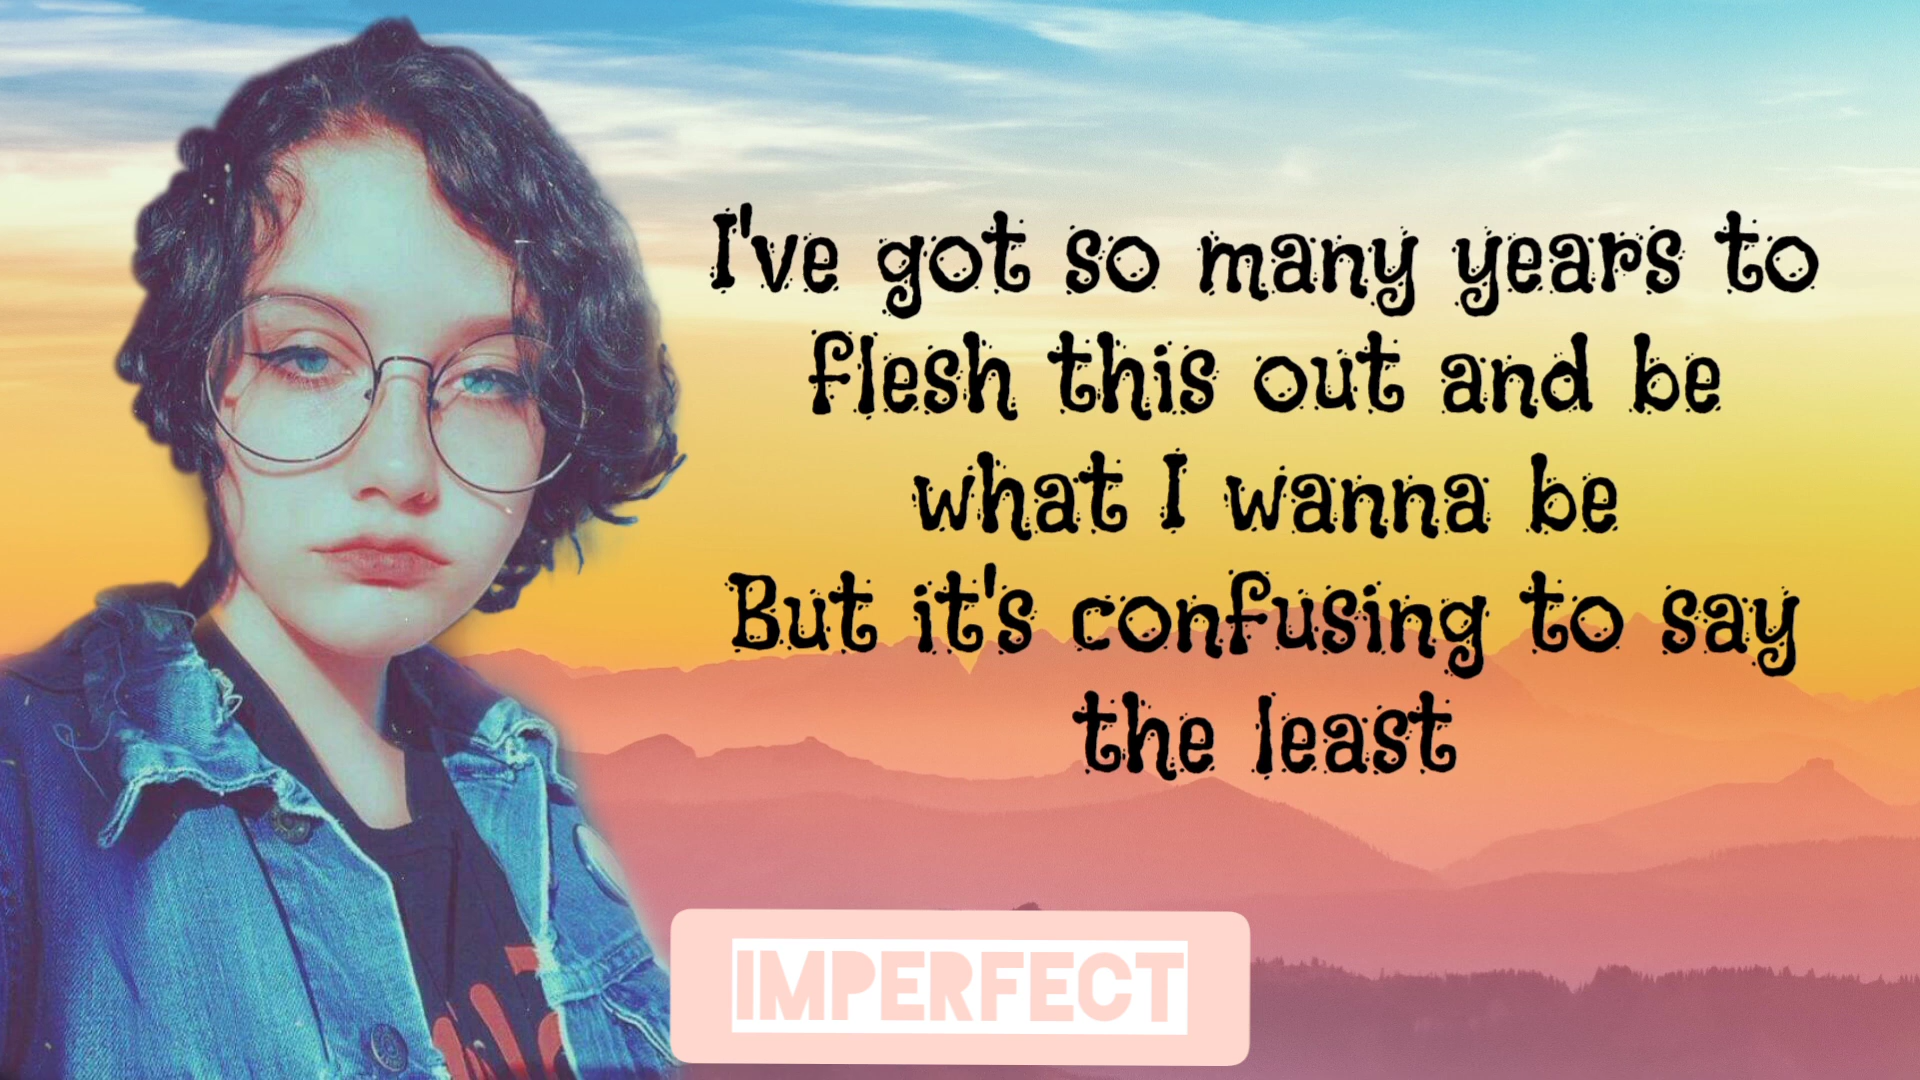 I've got so many years to
flesh this out and be
what I wanna be
But it's confusing to say
the least
IMPERFECT